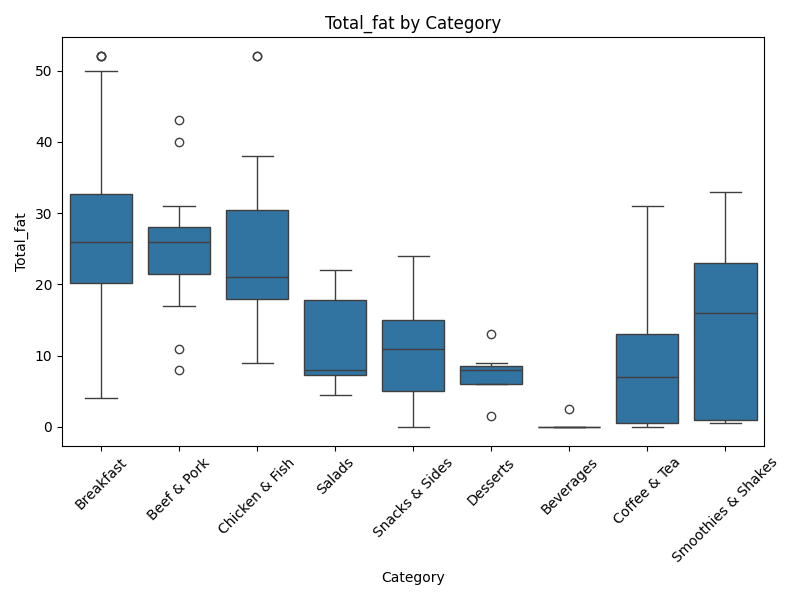 Total_fat by Category
Total_fat
50
40
30
20
10
0
Breakfast
Beef & Pork
Chicken & Fish
Salads
Snacks & Sides
Desserts
Beverages
Coffee & Tea
Smoothies & Shakes
Category